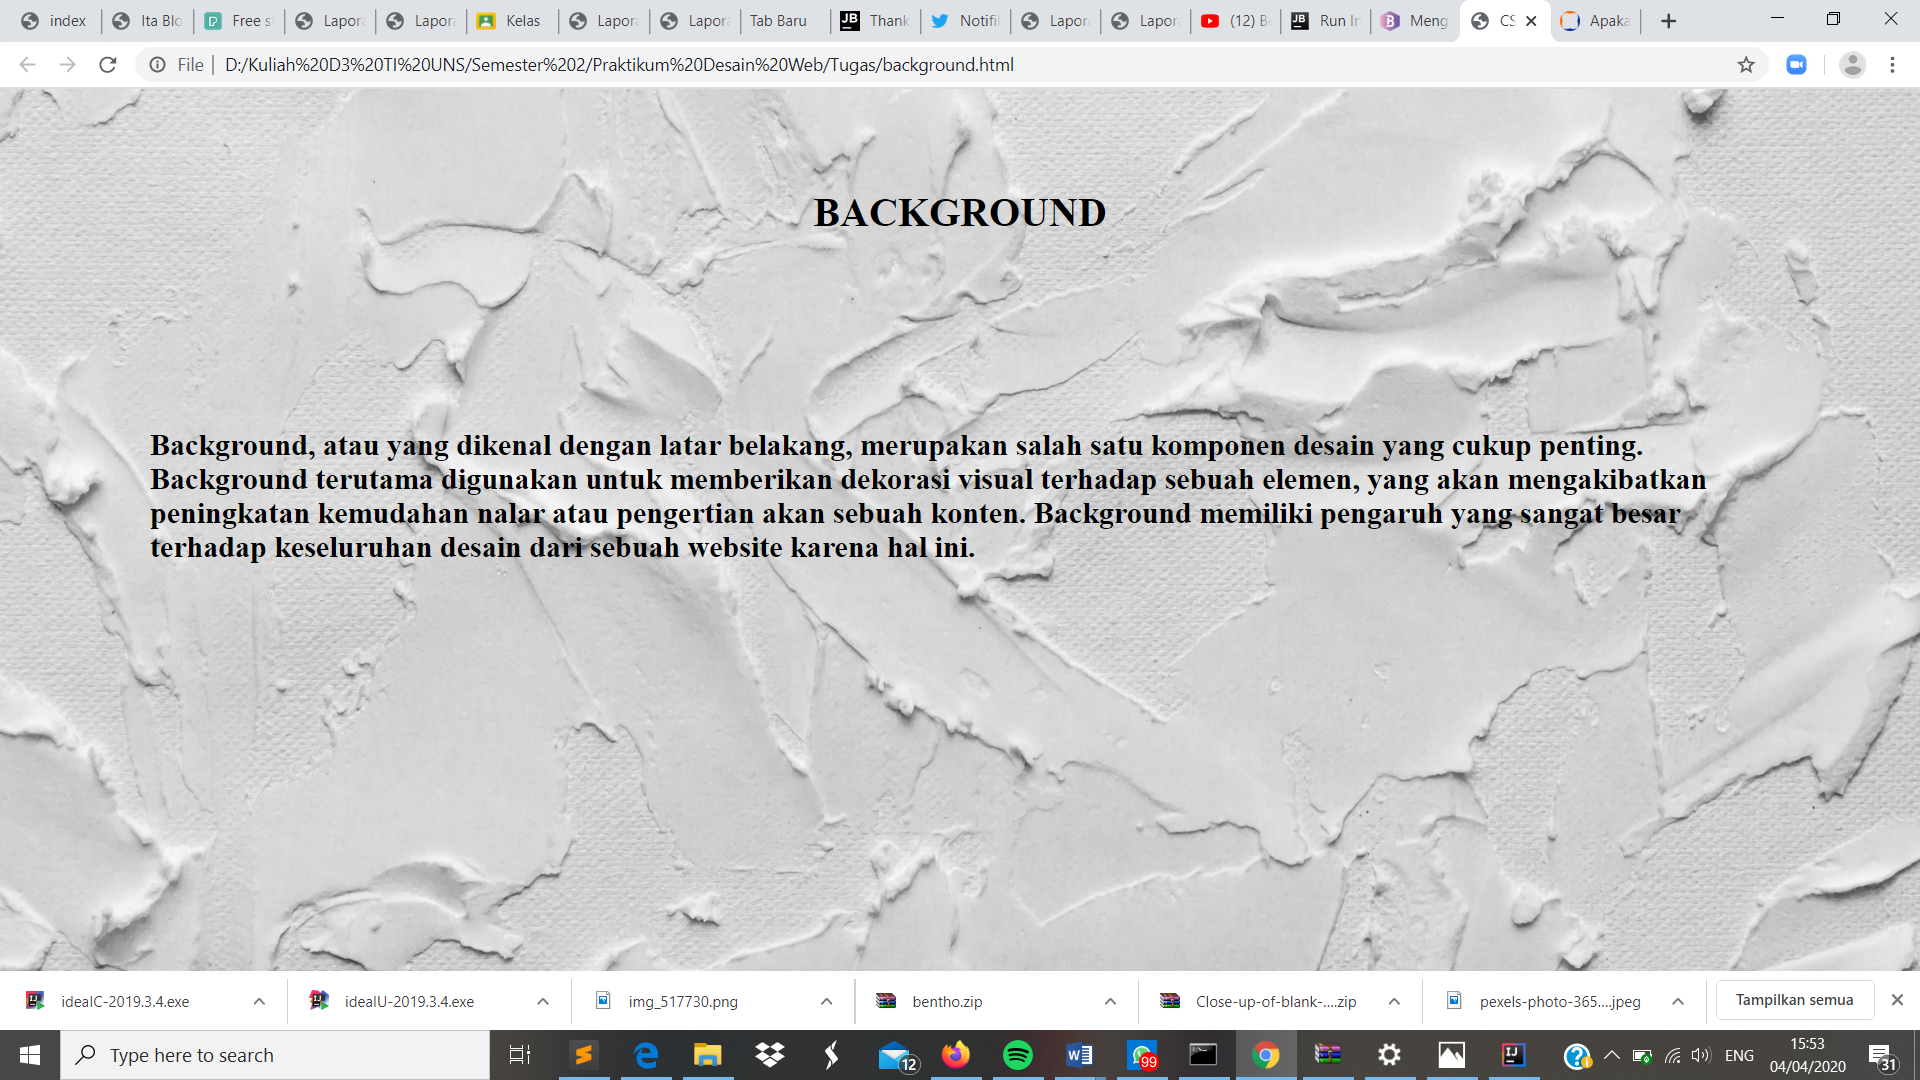 index
Ita Blo
Free s
Lapor
Lapor
Kelas
Lapor
Lapor
Tab Baru
Thank
Notifi
Lapor
Lapor
(12) B
Run I
Meng
CS
Apaka
File
D:/Kuliah%20D3%20TI%20UNS/Semester%202/Praktikum%20Desain%20Web/Tugas/background.html
BACKGROUND
Background, atau yang dikenal dengan latar belakang, merupakan salah satu komponen desain yang cukup penting.
Background terutama digunakan untuk memberikan dekorasi visual terhadap sebuah elemen, yang akan mengakibatkan
peningkatan kemudahan nalar atau pengertian akan sebuah konten. Background memiliki pengaruh yang sangat besar
terhadap keseluruhan desain dari sebuah website karena hal ini.
ideaIC-2019.3.4.exe
ideaIU-2019.3.4.exe
img_517730.png
bentho.zip
Close-up-of-blank-....zip
pexels-photo-365....jpeg
Tampilkan semua
Type here to search
12
99
ENG
15:53
04/04/2020
31